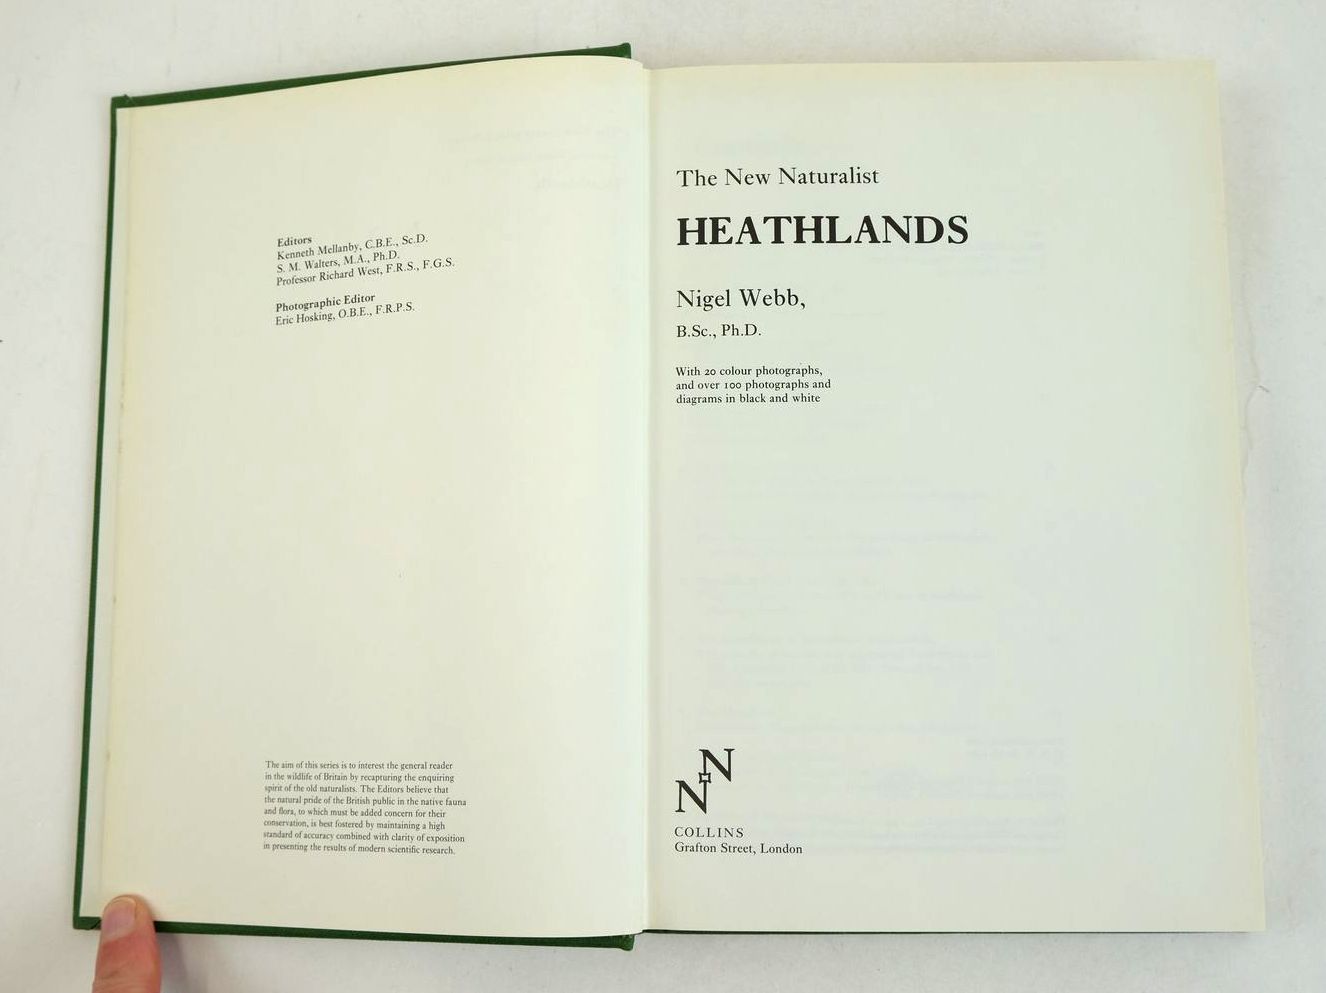 Editors
Kenneth Mellanby, C.B.E., Sc.D.
S. M. Walters, M.A., Ph.D.
Professor Richard West, F.R.S., F.G.S.
Photographic Editor
Eric Hosking, O.B.E., F.R.P.S.
The aim of this series is to interest the general reader
in the wildlife of Britain by recapturing the enquiring
spirit of the old naturalists. The Editors believe that
the natural pride of the British public in the native fauna
and flora, to which must be added concern for their
conservation, is best fostered by maintaining a high
standard of accuracy combined with clarity of exposition
in presenting the results of modern scientific research.
The New Naturalist
HEATHLANDS
Nigel Webb,
B.Sc., Ph.D.
With 20 colour photographs,
and over 100 photographs and
diagrams in black and white
N
N
COLLINS
Grafton Street, London